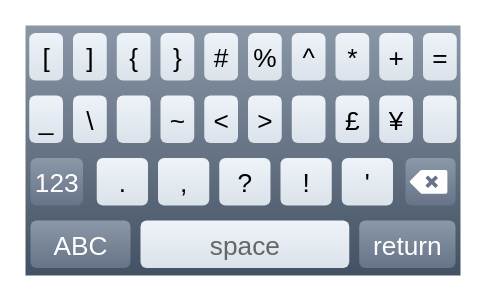 [ ] { } # % ^ * + =
_ \ ~ < > £ ¥
123 . , ? ! '
ABC space return